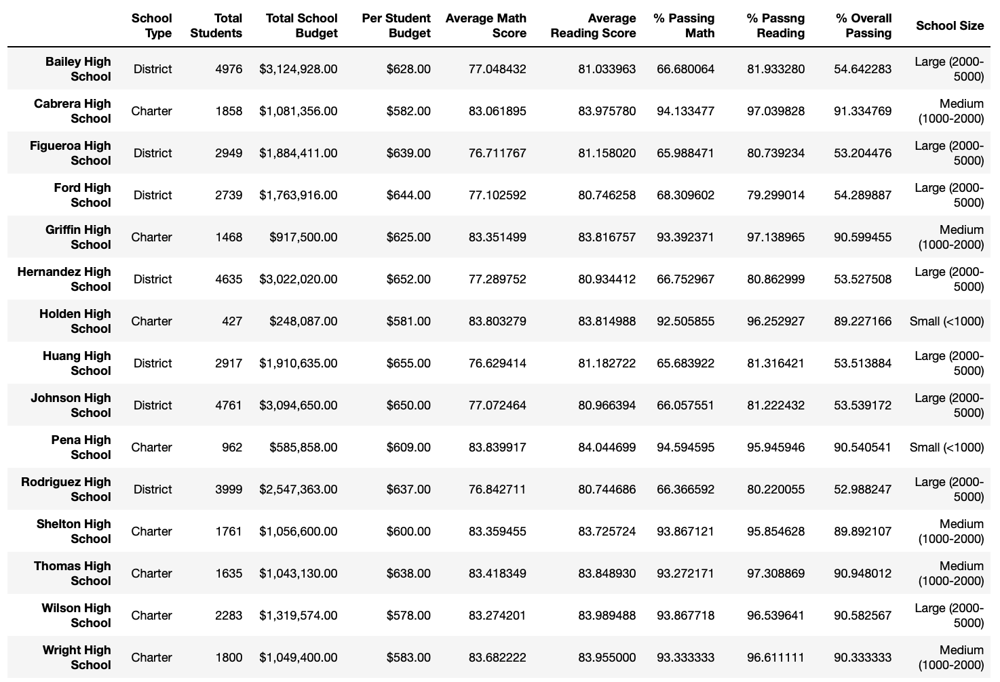 School Type Total Students Total School Budget Per Student Budget Average Math Score Average Reading Score % Passing Math % Passng Reading % Overall Passing School Size
Bailey High School District 4976 $3,124,928.00 $628.00 77.048432 81.033963 66.680064 81.933280 54.642283 Large (2000-5000)
Cabrera High School Charter 1858 $1,081,356.00 $582.00 83.061895 83.975780 94.133477 97.039828 91.334769 Medium (1000-2000)
Figueroa High School District 2949 $1,884,411.00 $639.00 76.711767 81.158020 65.988471 80.739234 53.204476 Large (2000-5000)
Ford High School District 2739 $1,763,916.00 $644.00 77.102592 80.746258 68.309602 79.299014 54.289887 Large (2000-5000)
Griffin High School Charter 1468 $917,500.00 $625.00 83.351499 83.816757 93.392371 97.138965 90.599455 Medium (1000-2000)
Hernandez High School District 4635 $3,022,020.00 $652.00 77.289752 80.934412 66.752967 80.862999 53.527508 Large (2000-5000)
Holden High School Charter 427 $248,087.00 $581.00 83.803279 83.814988 92.505855 96.252927 89.227166 Small (<1000)
Huang High School District 2917 $1,910,635.00 $655.00 76.629414 81.182722 65.683922 81.316421 53.513884 Large (2000-5000)
Johnson High School District 4761 $3,094,650.00 $650.00 77.072464 80.966394 66.057551 81.222432 53.539172 Large (2000-5000)
Pena High School Charter 962 $585,858.00 $609.00 83.839917 84.044699 94.594595 95.945946 90.540541 Small (<1000)
Rodriguez High School District 3999 $2,547,363.00 $637.00 76.842711 80.744686 66.366592 80.220055 52.988247 Large (2000-5000)
Shelton High School Charter 1761 $1,056,600.00 $600.00 83.359455 83.725724 93.867121 95.854628 89.892107 Medium (1000-2000)
Thomas High School Charter 1635 $1,043,130.00 $638.00 83.418349 83.848930 93.272171 97.308869 90.948012 Medium (1000-2000)
Wilson High School Charter 2283 $1,319,574.00 $578.00 83.274201 83.989488 93.867718 96.539641 90.582567 Large (2000-5000)
Wright High School Charter 1800 $1,049,400.00 $583.00 83.682222 83.955000 93.333333 96.611111 90.333333 Medium (1000-2000)